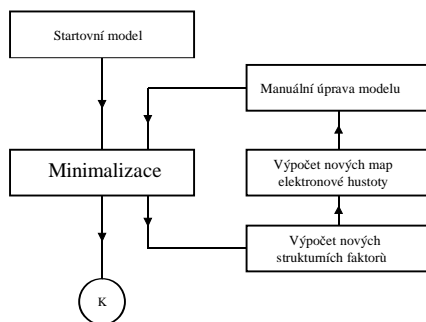 Startovní model
Manuální úprava modelu
Minimalizace
Výpočet nových map
elektronové hustoty
Výpočet nových
strukturních faktorů
K